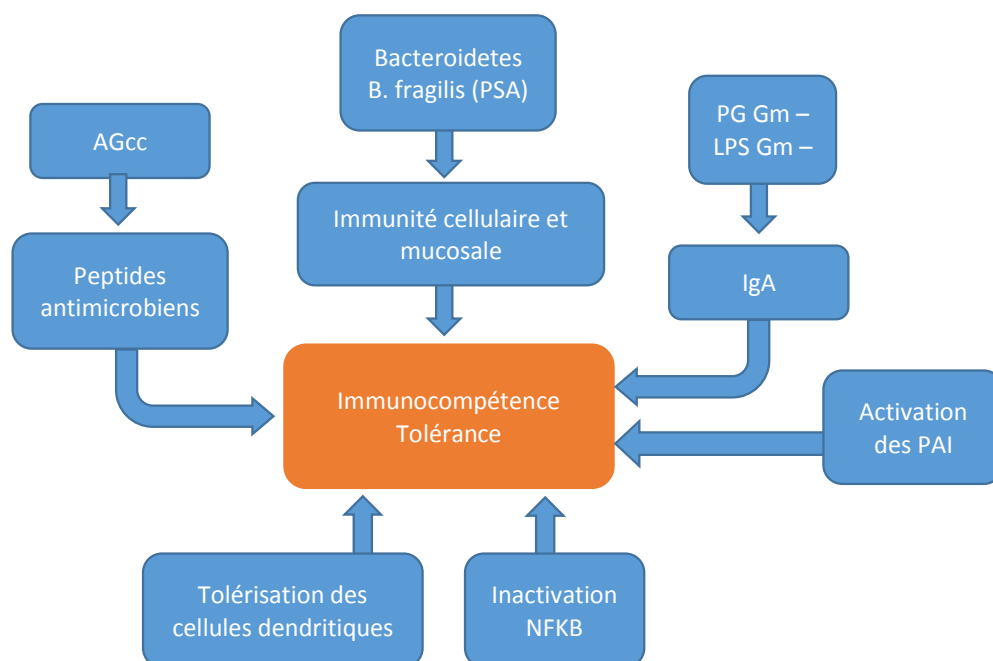 Bacteroidetes
B. fragilis (PSA)
PG Gm –
LPS Gm –
AGcc
Immunité cellulaire et
mucosale
Peptides
antimicrobiens
IgA
Immunocompétence
Tolérance
Activation
des PAI
Tolérisation des
cellules dendritiques
Inactivation
NFKB